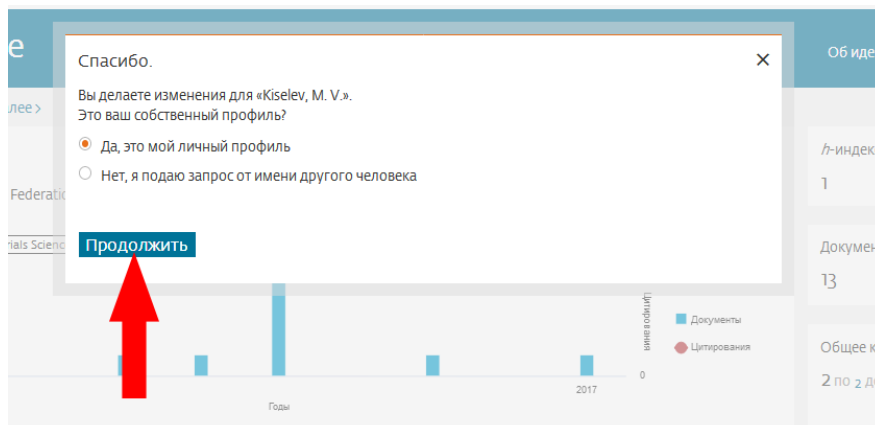 е
Спасибо.
×
Об иде
Вы делаете изменения для «Kiselev, M. V.».
Это ваш собственный профиль?
лее >
Да, это мой личный профиль
Нет, я подаю запрос от имени другого человека
h-индек
1
Federatio
rials Scienc
Продолжить
Докумен
13
Цитирования
Документы
Цитирования
0
2017
Годы
Общее к
2 по 2 д